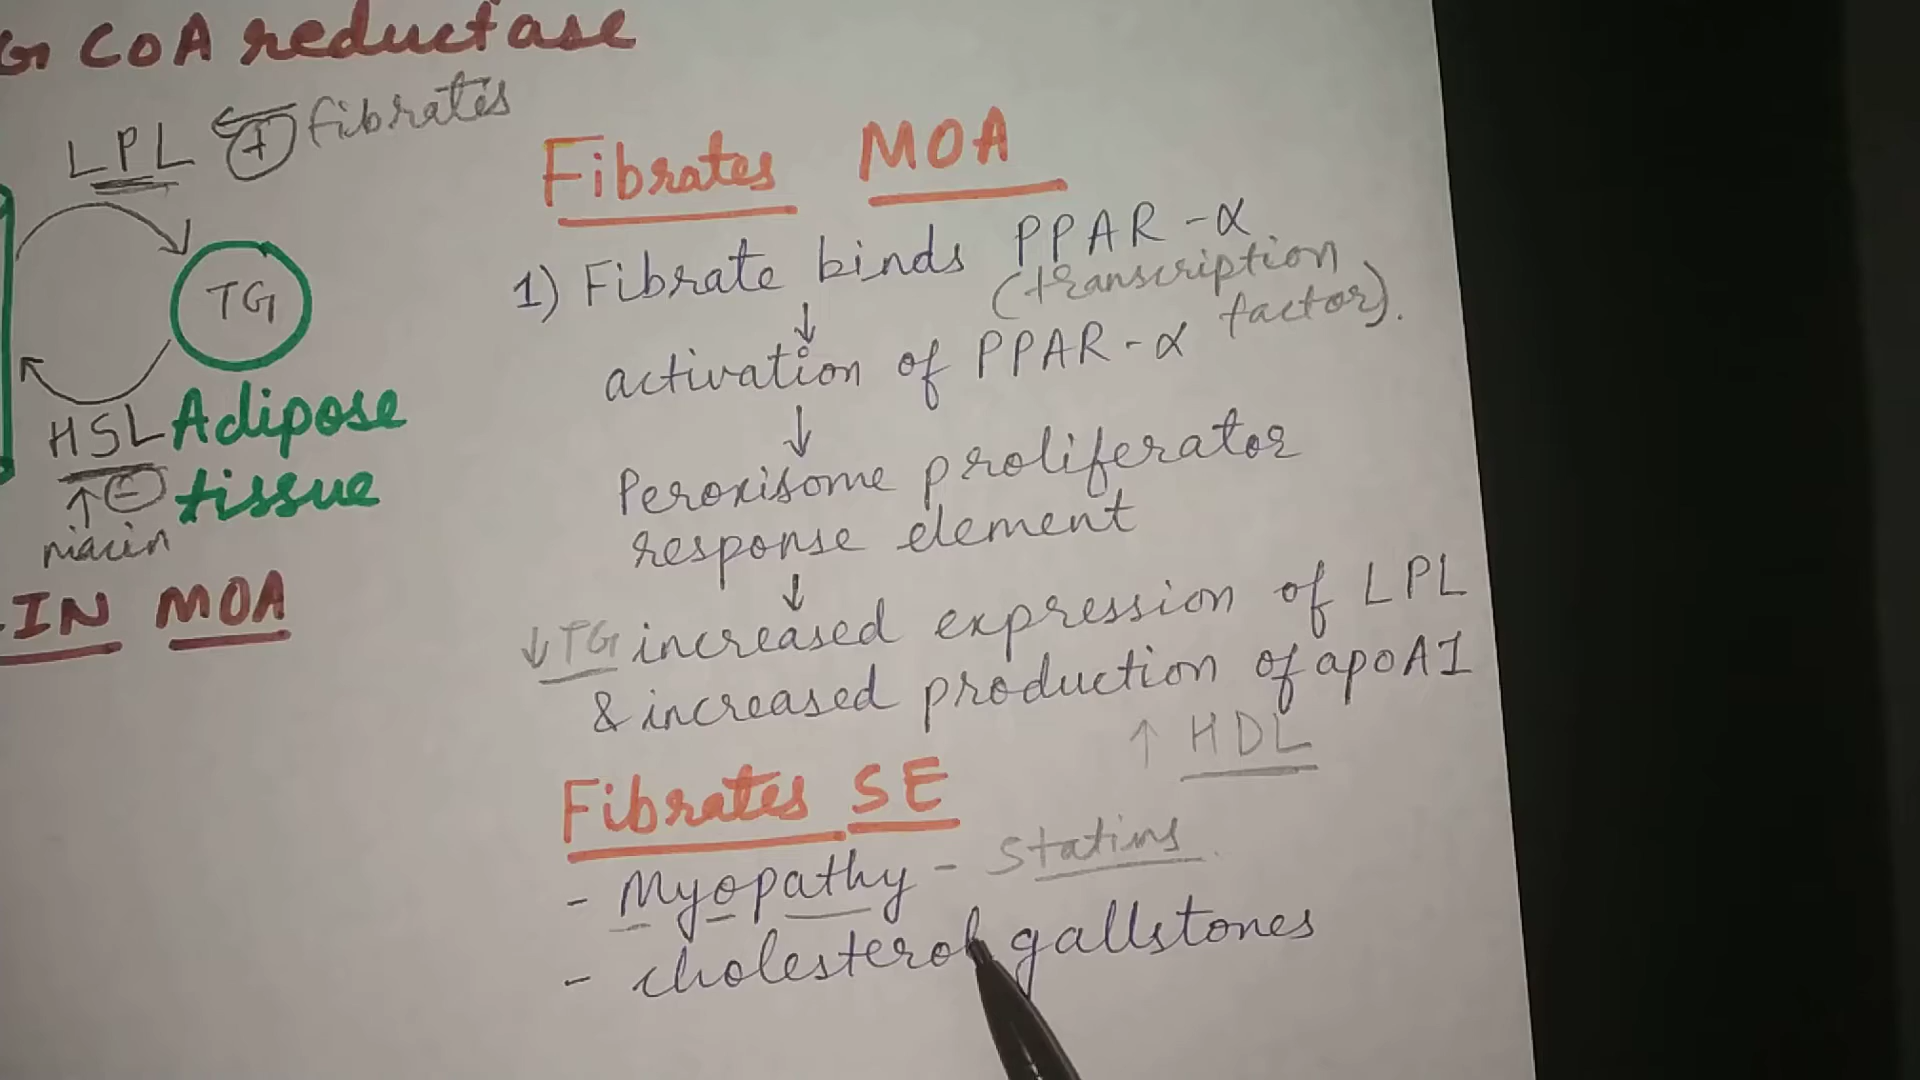 G CoA reductase
LPL ⊕ fibrates
TG
HSL Adipose
↑ ⊖ tissue
niacin
IN MOA
Fibrates MOA
1) Fibrate binds PPAR-α
(transcription
factor).
↓
activation of PPAR-α
↓
Peroxisome proliferator
response element
↓
↓TG increased expression of LPL
& increased production of apoA1
↑ HDL
Fibrates SE
- Myopathy - Statins
- cholesterol gallstones